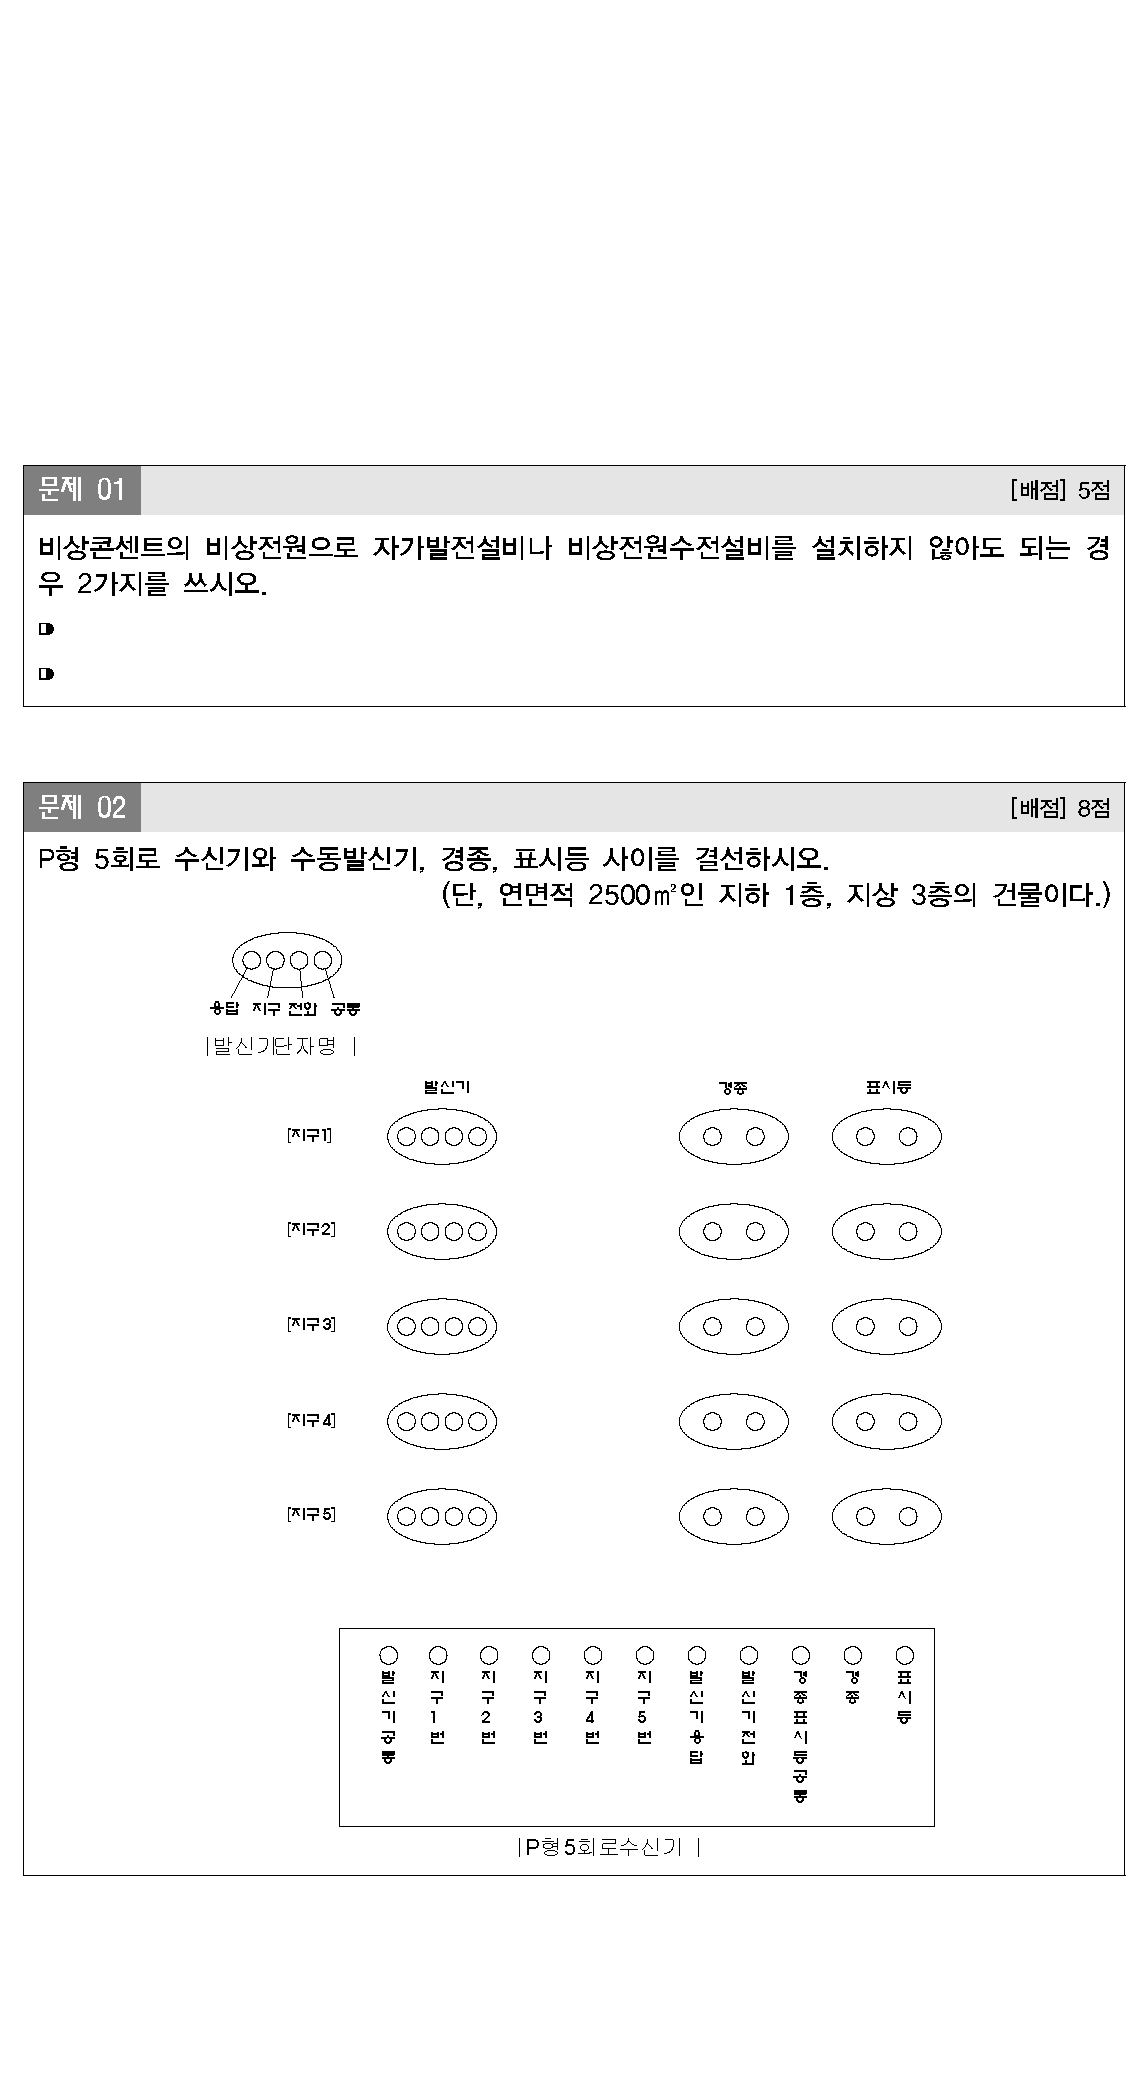 문제 01
[배점] 5점
비상콘센트의 비상전원으로 자가발전설비나 비상전원수전설비를 설치하지 않아도 되는 경
우 2가지를 쓰시오.
문제 02
[배점] 8점
P형 5회로 수신기와 수동발신기, 경종, 표시등 사이를 결선하시오.
(단, 연면적 2500㎡인 지하 1층, 지상 3층의 건물이다.)
응답 지구 전화 공통
|발신기단자명 |
발신기 경종 표시등
[지구1]
[지구2]
[지구3]
[지구4]
[지구5]
발신기공통
지구1번
지구2번
지구3번
지구4번
지구5번
발신기응답
발신기전화
경종표시등공통
경종
표시등
|P형5회로수신기 |